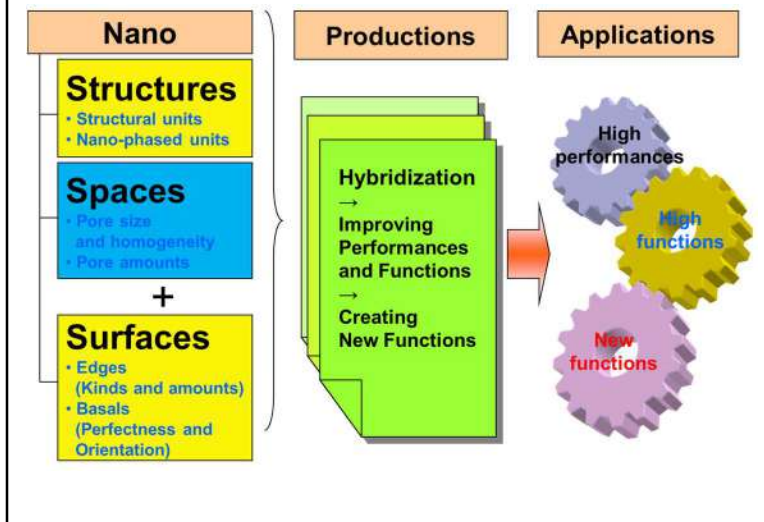 Nano
Structures
• Structural units
• Nano-phased units
Spaces
• Pore size
and homogeneity
• Pore amounts
+
Surfaces
• Edges
(Kinds and amounts)
• Basals
(Perfectness and
Orientation)
Productions
Hybridization
→
Improving
Performances
and Functions
→
Creating
New Functions
Applications
High
performances
High
functions
New
functions